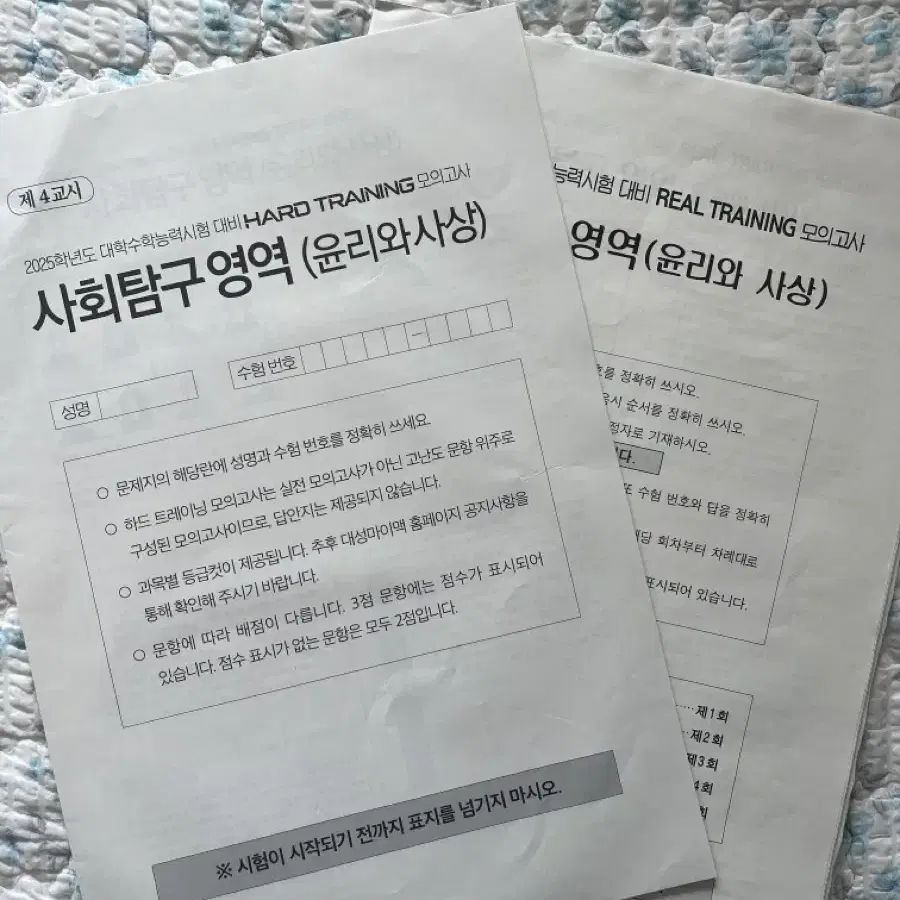 제 4 교시
2025학년도 대학수학능력시험 대비 HARD TRAINING 모의고사
사회탐구 영역 (윤리와 사상)
성명
수험 번호
–
○ 문제지의 해당란에 성명과 수험 번호를 정확히 쓰세요.
○ 하드 트레이닝 모의고사는 실전 모의고사가 아닌 고난도 문항 위주로
구성된 모의고사이므로, 답안지는 제공되지 않습니다.
○ 과목별 등급컷이 제공됩니다. 추후 대성마이맥 홈페이지 공지사항을
통해 확인해 주시기 바랍니다.
○ 문항에 따라 배점이 다릅니다. 3점 문항에는 점수가 표시되어
있습니다. 점수 표시가 없는 문항은 모두 2점입니다.
※ 시험이 시작되기 전까지 표지를 넘기지 마시오.
능력시험 대비 REAL TRAINING 모의고사
영역(윤리와 사상)
호를 정확히 쓰시오.
순서를 정확히 쓰시오.
정자로 기재하시오.
다.
또 수험 번호와 답을 정확히
해당 회차부터 차례대로
표시되어 있습니다.
제1회
제2회
제3회
4회
회